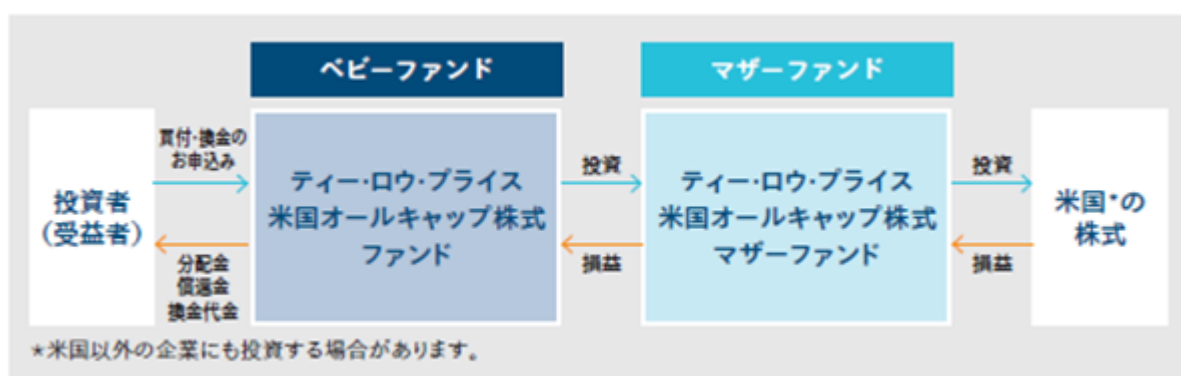 ベビーファンド
マザーファンド
投資者
(受益者)
買付・換金の
お申込み
分配金
償還金
換金代金
ティー・ロウ・プライス
米国オールキャップ株式
ファンド
投資
損益
ティー・ロウ・プライス
米国オールキャップ株式
マザーファンド
投資
損益
米国*の
株式
*米国以外の企業にも投資する場合があります。